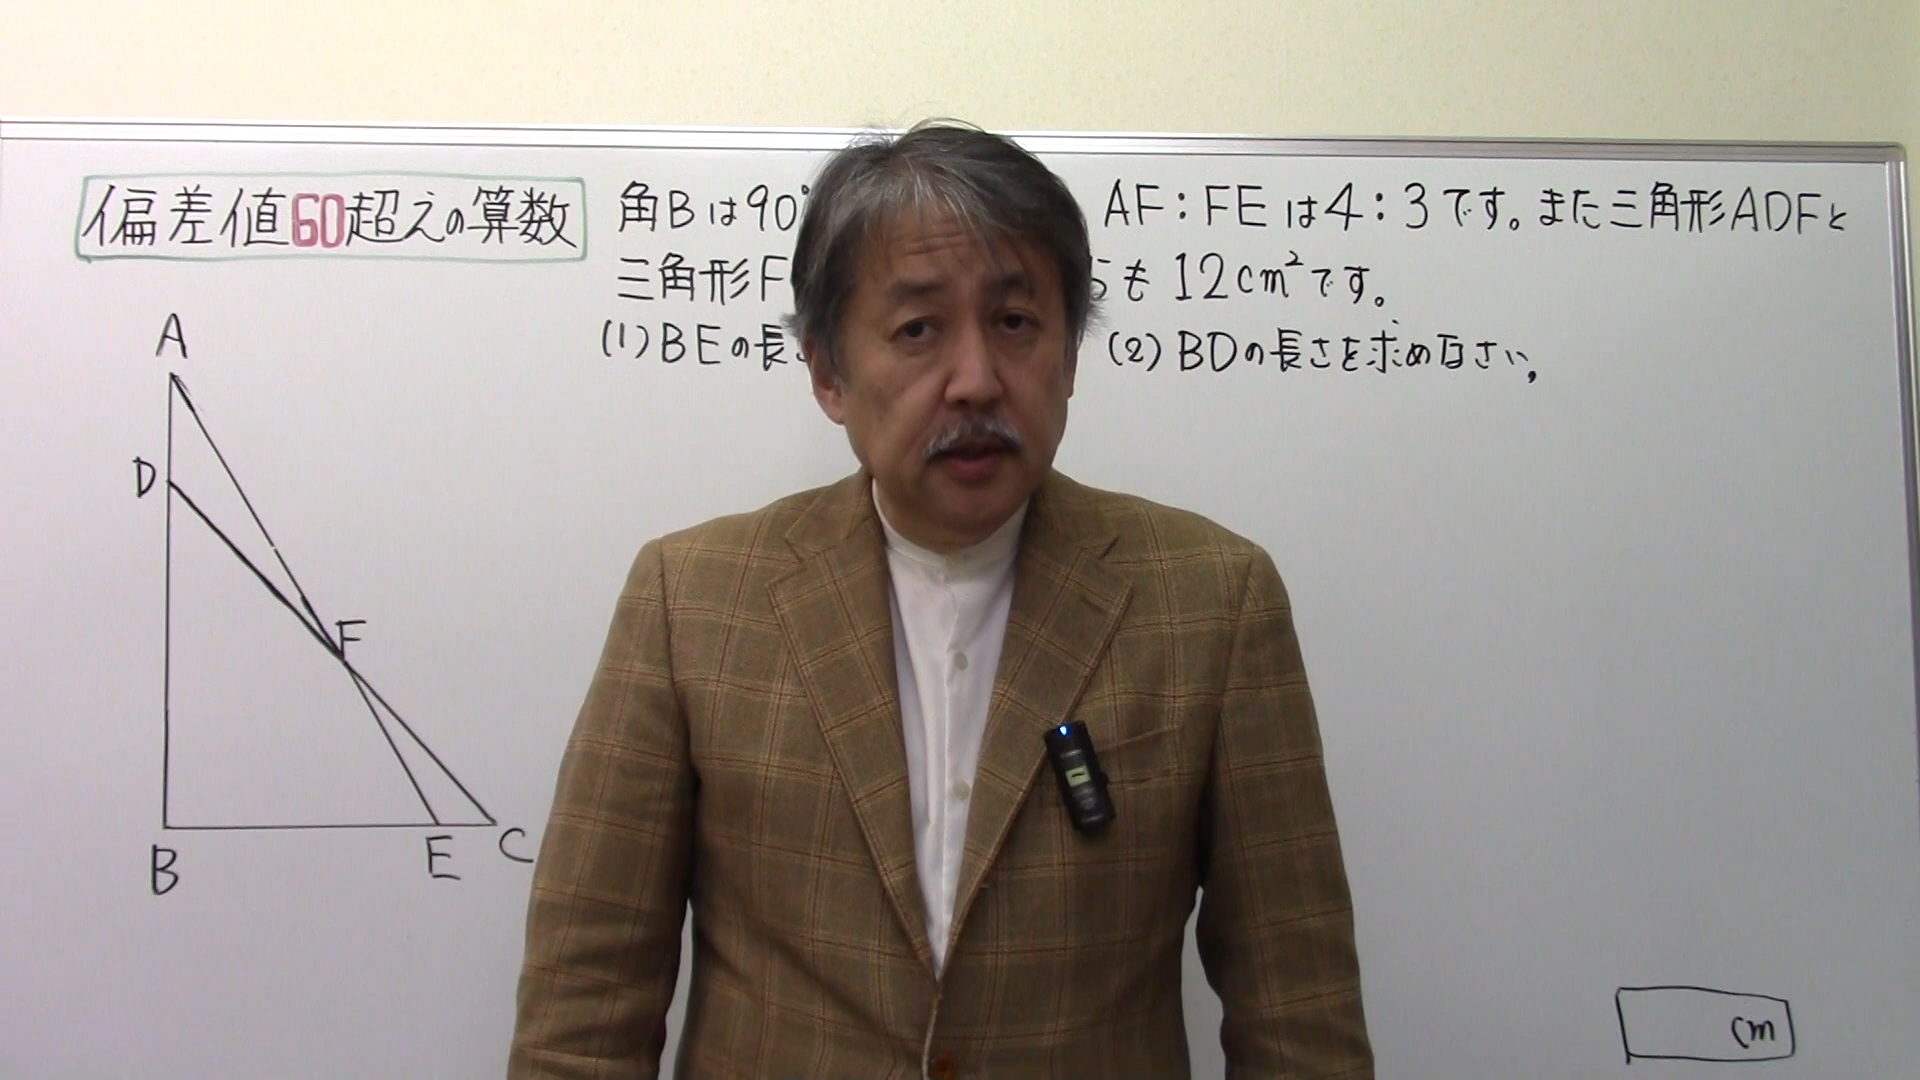 偏差値60超えの算数
角Bは90° AF:FEは4:3です。また三角形ADFと
三角形F も12cm²です。
(1)BEの長 (2)BDの長さを求めなさい。
A
D
F
B
E
C
cm